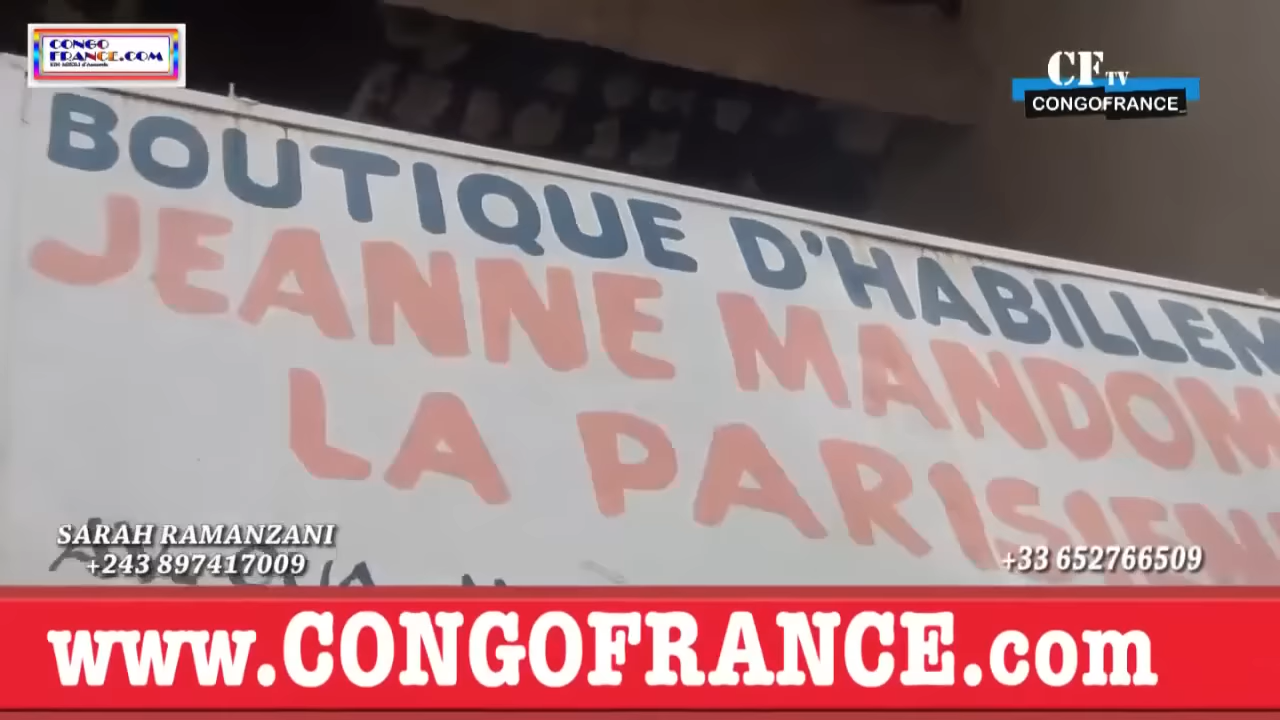 CONGO
FRANCE.COM
CF TV
CONGOFRANCE
BOUTIQUE D'HABILLEM
JEANNE MANDOM
LA PARISIEN
SARAH RAMANZANI
+243 897417009
+33 652766509
www.CONGOFRANCE.com